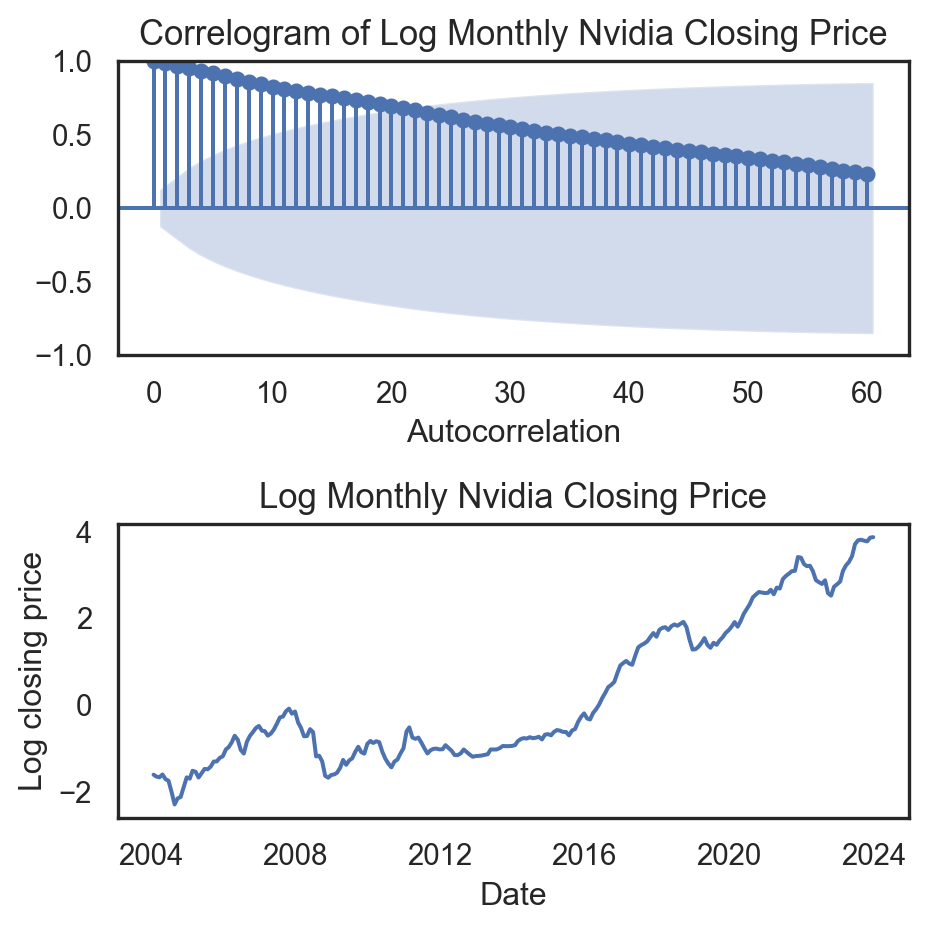 Correlogram of Log Monthly Nvidia Closing Price
1.0
0.5
0.0
−0.5
−1.0
0 10 20 30 40 50 60
Autocorrelation
Log Monthly Nvidia Closing Price
Log closing price
4
2
0
−2
2004 2008 2012 2016 2020 2024
Date